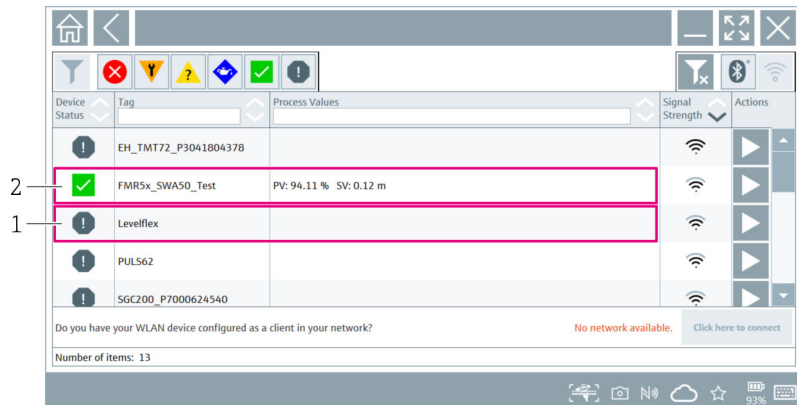 Device Status
Tag
Process Values
Signal Strength
Actions
EH_TMT72_P3041804378
2
FMR5x_SWA50_Test
PV: 94.11 % SV: 0.12 m
1
Levelflex
PULS62
SGC200_P7000624540
Do you have your WLAN device configured as a client in your network?
No network available.
Click here to connect
Number of items: 13
93%